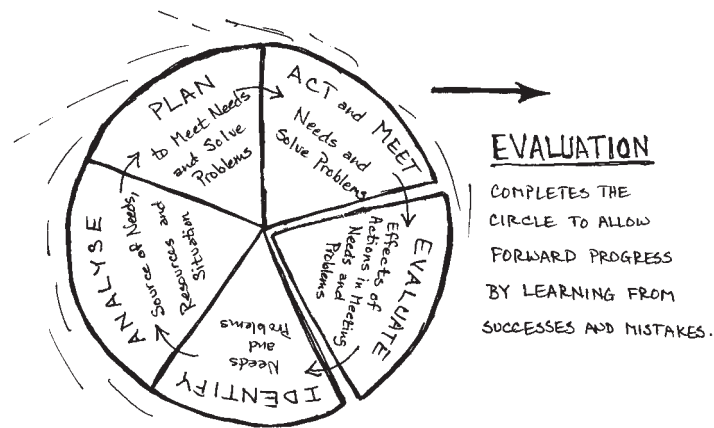 PLAN
to Meet Needs
and Solve
Problems
ACT and MEET
Needs and
Solve Problems
EVALUATE
Effects of
Actions in Meeting
Needs and
Problems
IDENTIFY
Needs
and
Problems
ANALYSE
Source of Needs,
Resources and
Situation
EVALUATION
COMPLETES THE
CIRCLE TO ALLOW
FORWARD PROGRESS
BY LEARNING FROM
SUCCESSES AND MISTAKES.